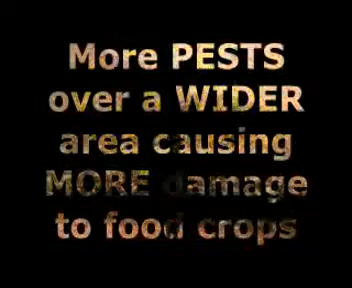 More PESTS
over a WIDER
area causing
MORE damage
to food crops